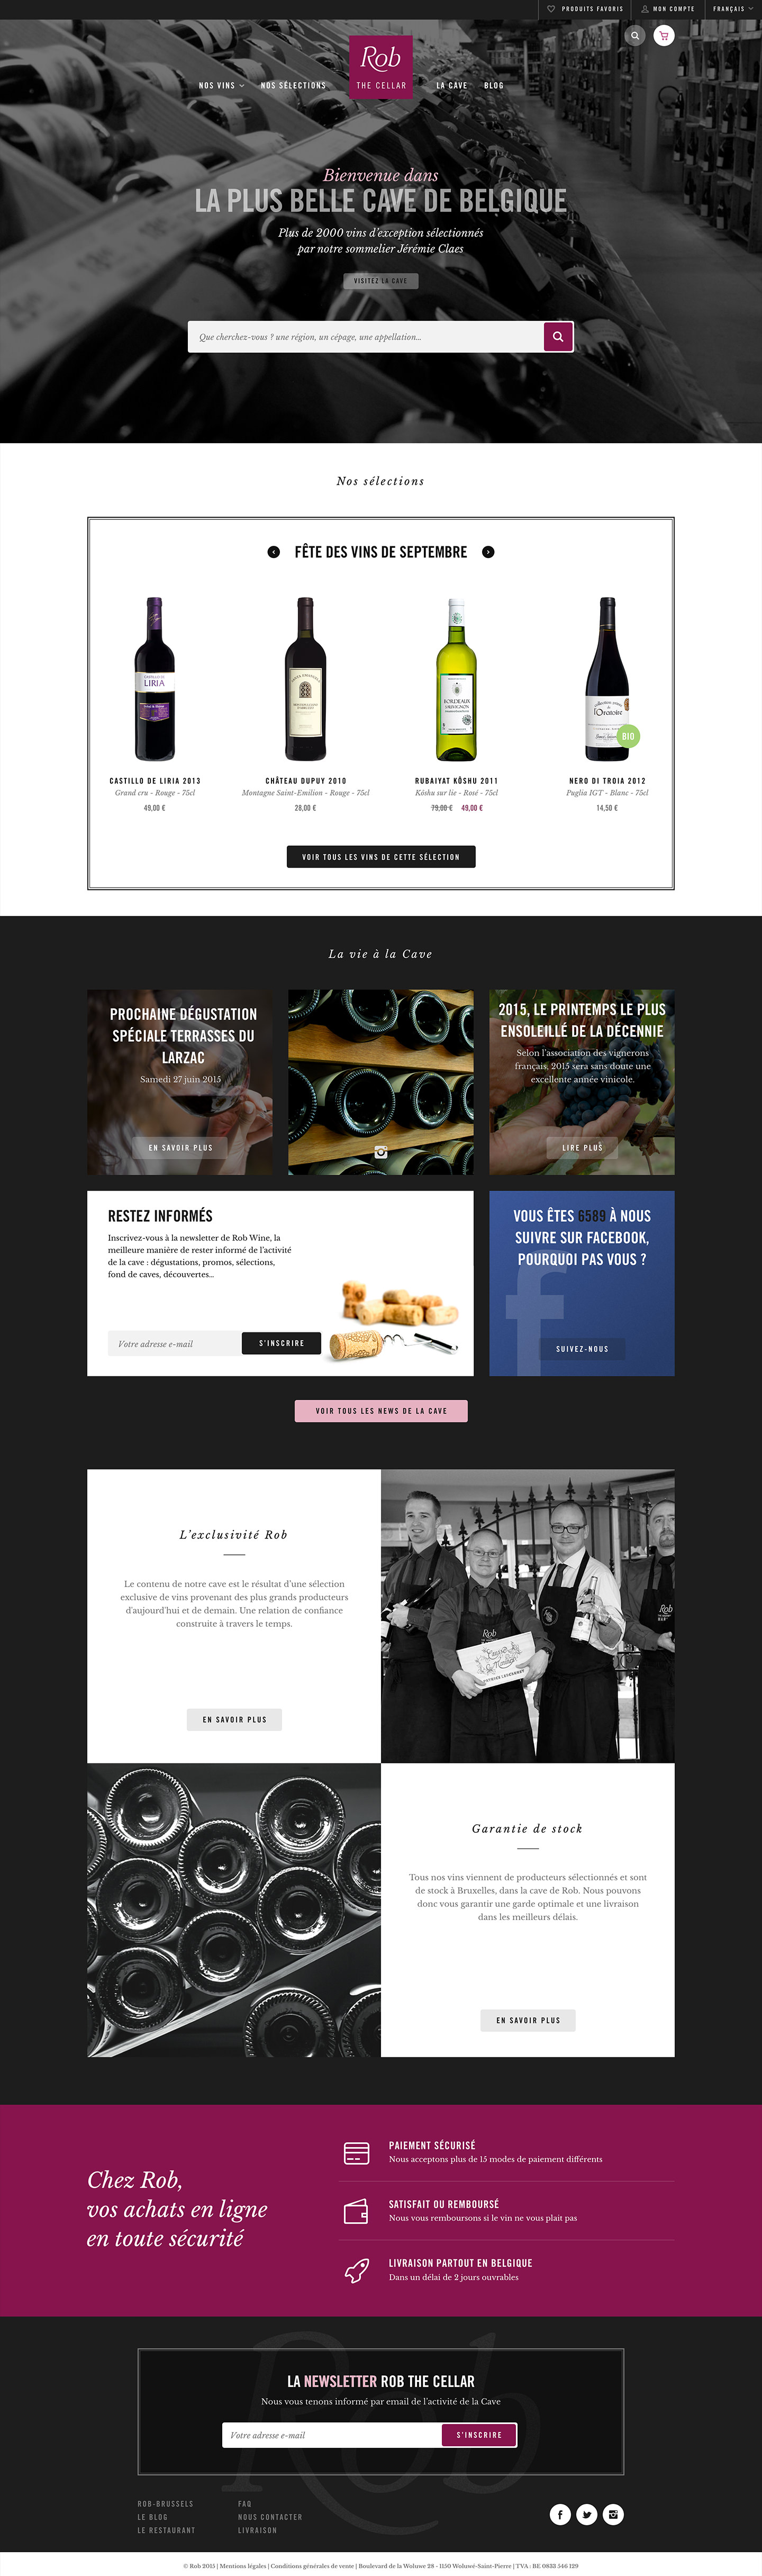 PRODUITS FAVORIS
MON COMPTE
FRANÇAIS
NOS VINS
NOS SÉLECTIONS
Rob
THE CELLAR
LA CAVE
BLOG
Bienvenue dans
LA PLUS BELLE CAVE DE BELGIQUE
Plus de 2000 vins d'exception sélectionnés
par notre sommelier Jérémie Claes
VISITEZ LA CAVE
Que cherchez-vous ? une région, un cépage, une appellation...
Nos sélections
FÊTE DES VINS DE SEPTEMBRE
LIRIA
BORDEAUX
SAUVIGNON
l'Oratoire
BIO
CASTILLO DE LIRIA 2013
Grand cru - Rouge - 75cl
49,00 €
CHÂTEAU DUPUY 2010
Montagne Saint-Emilion - Rouge - 75cl
28,00 €
RUBAIYAT KÔSHU 2011
Kôshu sur lie - Rosé - 75cl
79,00 € 49,00 €
NERO DI TROIA 2012
Puglia IGT - Blanc - 75cl
14,50 €
VOIR TOUS LES VINS DE CETTE SÉLECTION
La vie à la Cave
PROCHAINE DÉGUSTATION
SPÉCIALE TERRASSES DU
LARZAC
Samedi 27 juin 2015
EN SAVOIR PLUS
2015, LE PRINTEMPS LE PLUS
ENSOLEILLÉ DE LA DÉCENNIE
Selon l'association des vignerons
français, 2015 sera sans doute une
excellente année vinicole.
LIRE PLUS
RESTEZ INFORMÉS
Inscrivez-vous à la newsletter de Rob Wine, la
meilleure manière de rester informé de l'activité
de la cave : dégustations, promos, sélections,
fond de caves, découvertes...
Votre adresse e-mail
S'INSCRIRE
VOUS ÊTES 6589 À NOUS
SUIVRE SUR FACEBOOK,
POURQUOI PAS VOUS ?
SUIVEZ-NOUS
VOIR TOUS LES NEWS DE LA CAVE
L'exclusivité Rob
Le contenu de notre cave est le résultat d'une sélection
exclusive de vins provenant des plus grands producteurs
d'aujourd'hui et de demain. Une relation de confiance
construite à travers le temps.
EN SAVOIR PLUS
Rob
Rob
Garantie de stock
Tous nos vins viennent de producteurs sélectionnés et sont
de stock à Bruxelles, dans la cave de Rob. Nous pouvons
donc vous garantir une garde optimale et une livraison
dans les meilleurs délais.
EN SAVOIR PLUS
Chez Rob,
vos achats en ligne
en toute sécurité
PAIEMENT SÉCURISÉ
Nous acceptons plus de 15 modes de paiement différents
SATISFAIT OU REMBOURSÉ
Nous vous remboursons si le vin ne vous plait pas
LIVRAISON PARTOUT EN BELGIQUE
Dans un délai de 2 jours ouvrables
Rob
LA NEWSLETTER ROB THE CELLAR
Nous vous tenons informé par email de l'activité de la Cave
Votre adresse e-mail
S'INSCRIRE
ROB-BRUSSELS
LE BLOG
LE RESTAURANT
FAQ
NOUS CONTACTER
LIVRAISON
© Rob 2015 | Mentions légales | Conditions générales de vente | Boulevard de la Woluwe 28 - 1150 Woluwé-Saint-Pierre | TVA : BE 0833 546 129